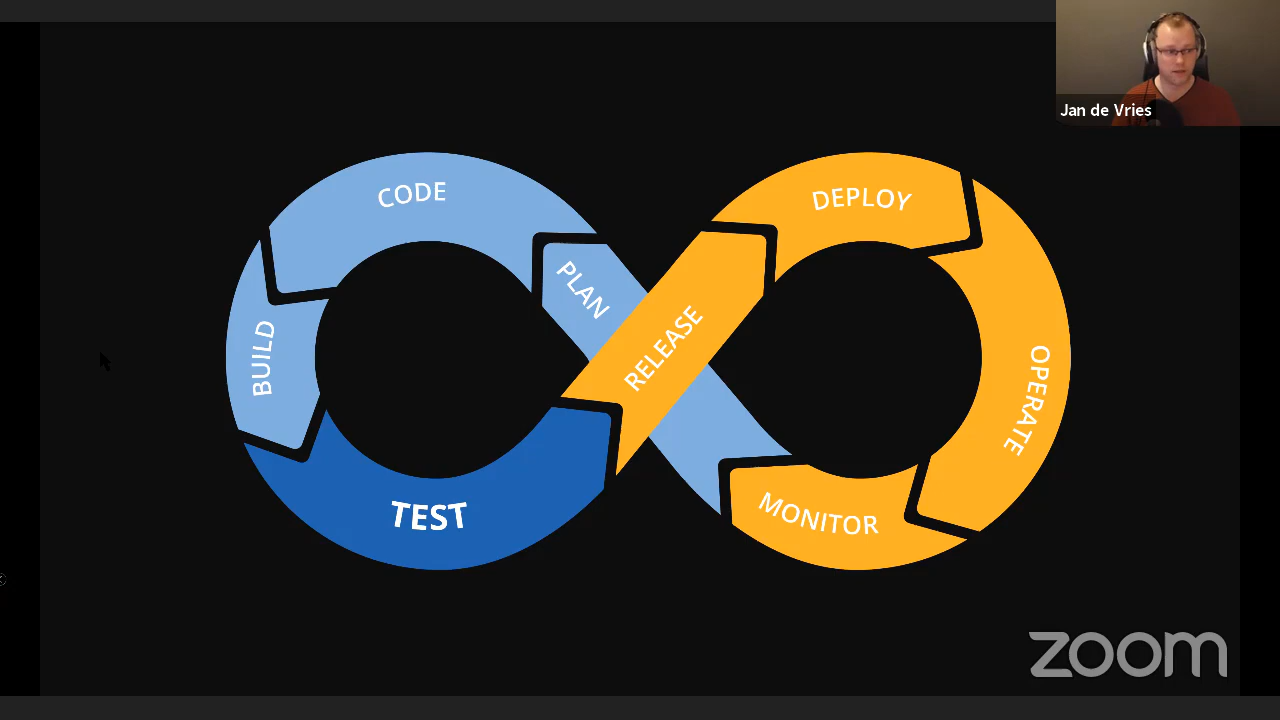 Jan de Vries
CODE
DEPLOY
PLAN
BUILD
RELEASE
OPERATE
TEST
MONITOR
zoom